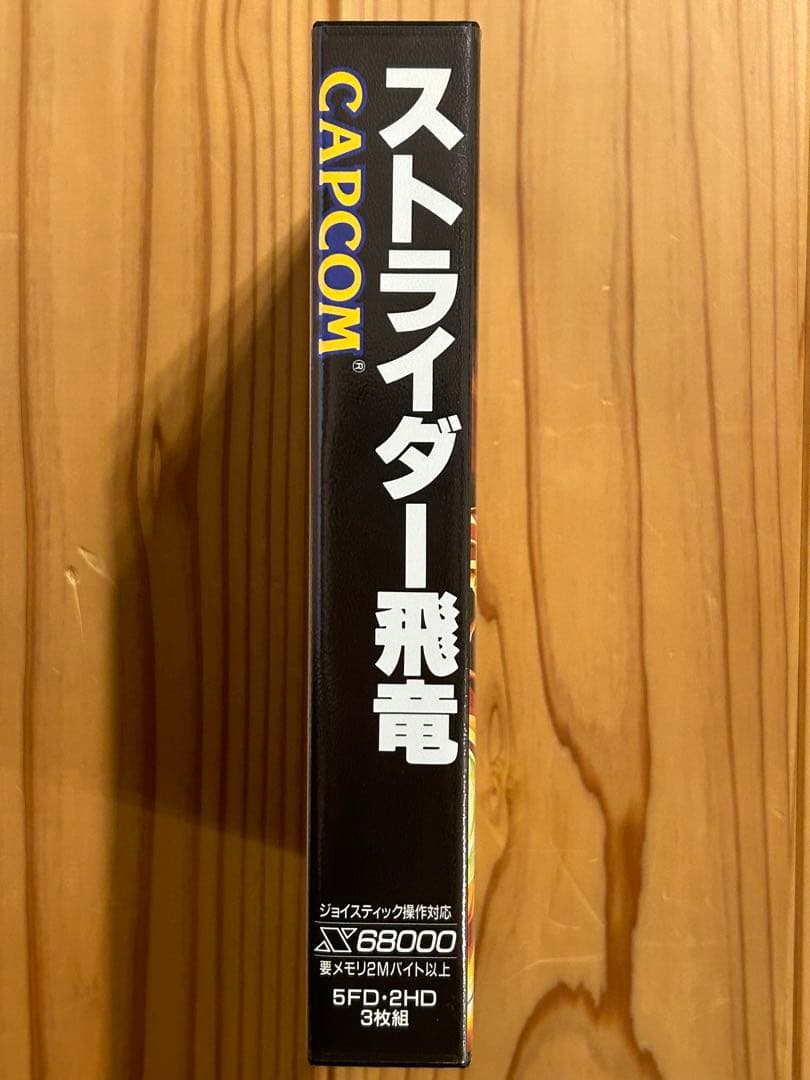 ストライダー飛竜
CAPCOM®
ジョイスティック操作対応
X68000
要メモリ2Mバイト以上
5FD・2HD
3枚組